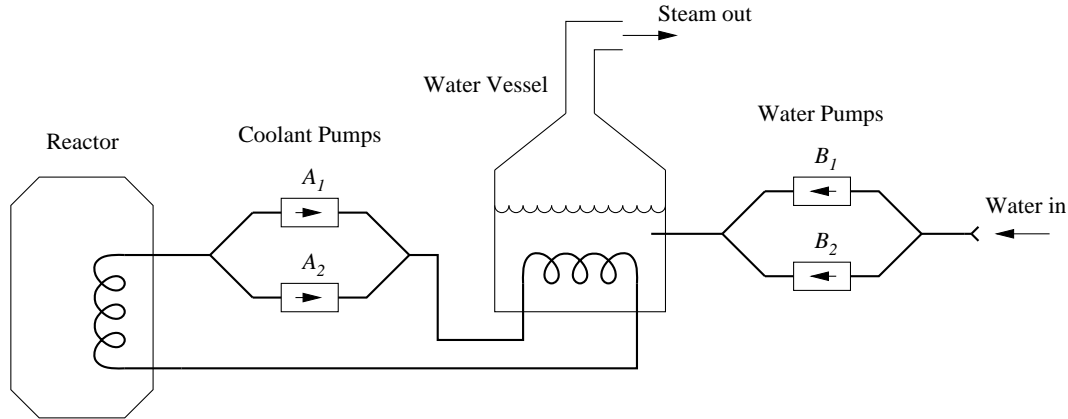 Steam out
Water Vessel
Water Pumps
Coolant Pumps
Reactor
A1
B1
Water in
A2
B2